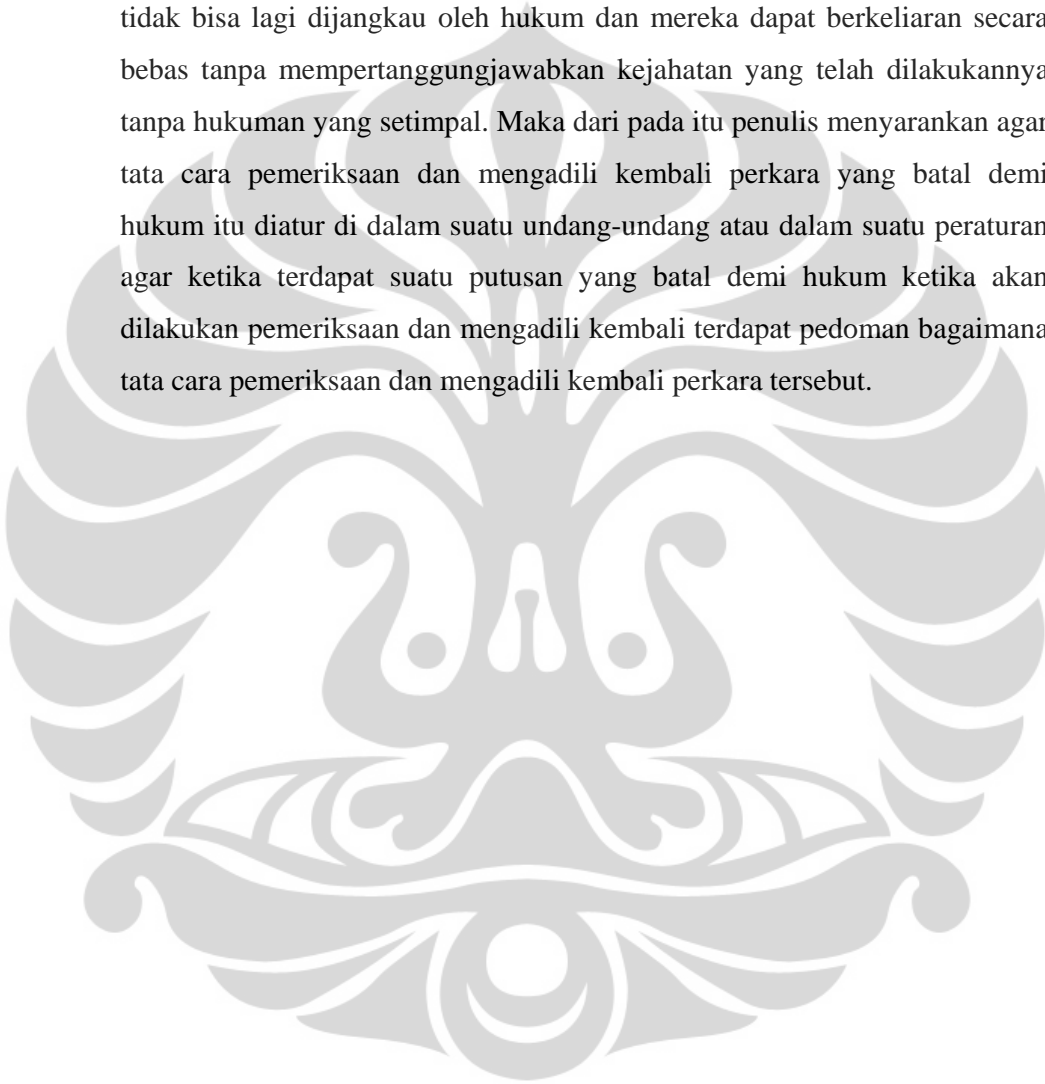 tidak bisa lagi dijangkau oleh hukum dan mereka dapat berkeliaran secara
bebas tanpa mempertanggungjawabkan kejahatan yang telah dilakukannya
tanpa hukuman yang setimpal. Maka dari pada itu penulis menyarankan agar
tata cara pemeriksaan dan mengadili kembali perkara yang batal demi
hukum itu diatur di dalam suatu undang-undang atau dalam suatu peraturan
agar ketika terdapat suatu putusan yang batal demi hukum ketika akan
dilakukan pemeriksaan dan mengadili kembali terdapat pedoman bagaimana
tata cara pemeriksaan dan mengadili kembali perkara tersebut.